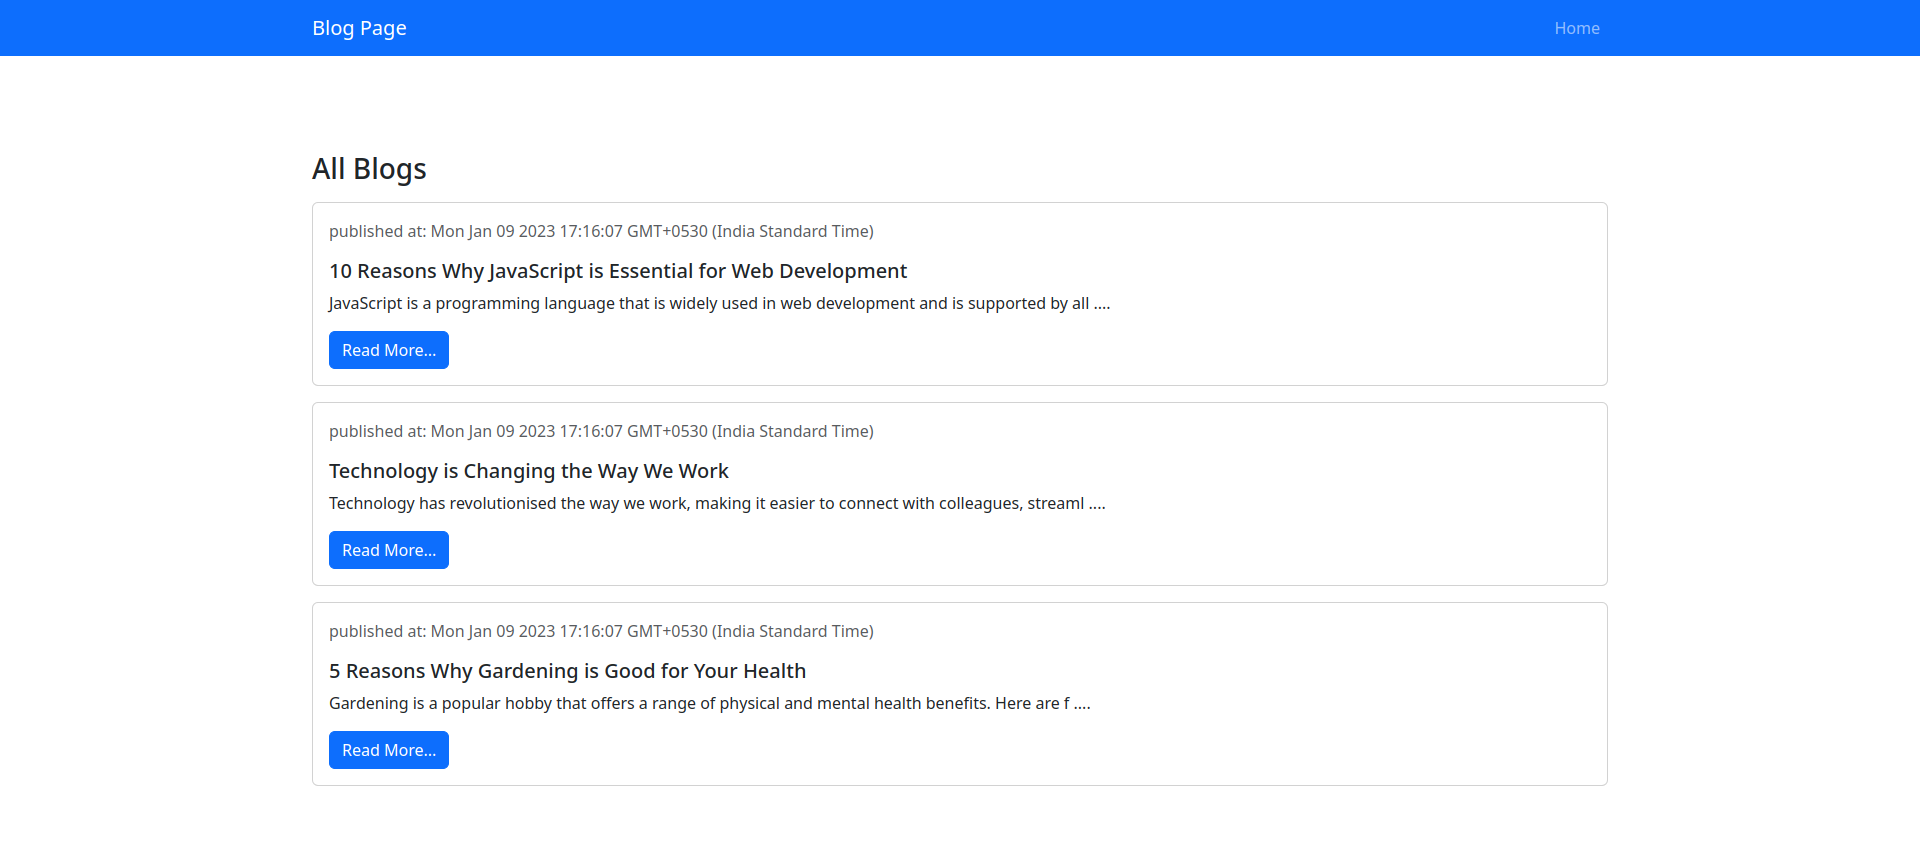 Blog Page
Home
All Blogs
published at: Mon Jan 09 2023 17:16:07 GMT+0530 (India Standard Time)
10 Reasons Why JavaScript is Essential for Web Development
JavaScript is a programming language that is widely used in web development and is supported by all ....
Read More...
published at: Mon Jan 09 2023 17:16:07 GMT+0530 (India Standard Time)
Technology is Changing the Way We Work
Technology has revolutionised the way we work, making it easier to connect with colleagues, streaml ....
Read More...
published at: Mon Jan 09 2023 17:16:07 GMT+0530 (India Standard Time)
5 Reasons Why Gardening is Good for Your Health
Gardening is a popular hobby that offers a range of physical and mental health benefits. Here are f ....
Read More...